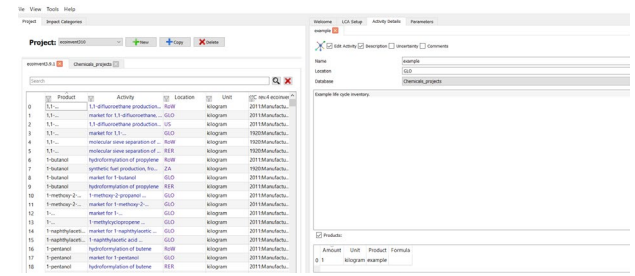 ile View Tools Help
Project Impact Categories
Project: ecoinvent310 New Copy Delete
ecoinvent3.9.1 Chemicals_projects
Search
Product Activity Location Unit
0 1,1-... 1,1-difluoroethane production... RoW kilogram 2011:Manufactu...
1 1,1-... market for 1,1-difluoroethane, ... GLO kilogram 2011:Manufactu...
2 1,1-... 1,1-difluoroethane production... US kilogram 2011:Manufactu...
3 1,1-... market for 1,1-... GLO kilogram 1920:Manufactu...
4 1,1-... molecular sieve separation of ... RoW kilogram 1920:Manufactu...
5 1,1-... molecular sieve separation of ... RER kilogram 1920:Manufactu...
6 1-butanol hydroformylation of propylene RoW kilogram 2011:Manufactu...
7 1-butanol synthetic fuel production, fro... ZA kilogram 2011:Manufactu...
8 1-butanol market for 1-butanol GLO kilogram 2011:Manufactu...
9 1-butanol hydroformylation of propylene RER kilogram 2011:Manufactu...
10 1-methoxy-2-... 1-methoxy-2-propanol ... GLO kilogram 2011:Manufactu...
11 1-methoxy-2-... market for 1-methoxy-2-... GLO kilogram 2011:Manufactu...
12 1-... market for 1-... GLO kilogram 2011:Manufactu...
13 1-... 1-methylcyclopropene ... GLO kilogram 2011:Manufactu...
14 1-naphthylaceti... market for 1-naphthylacetic ... GLO kilogram 2011:Manufactu...
15 1-naphthylaceti... 1-naphthylacetic acid ... GLO kilogram 2011:Manufactu...
16 1-pentanol hydroformylation of butene RoW kilogram 2011:Manufactu...
17 1-pentanol market for 1-pentanol GLO kilogram 2011:Manufactu...
18 1-pentanol hydroformylation of butene RER kilogram 2011:Manufactu...
Welcome LCA Setup Activity Details Parameters
example
Edit Activity Description Uncertainty Comments
Name example
Location GLO
Database Chemicals_projects
Example life cycle inventory.
Products:
Amount Unit Product Formula
0 1 kilogram example